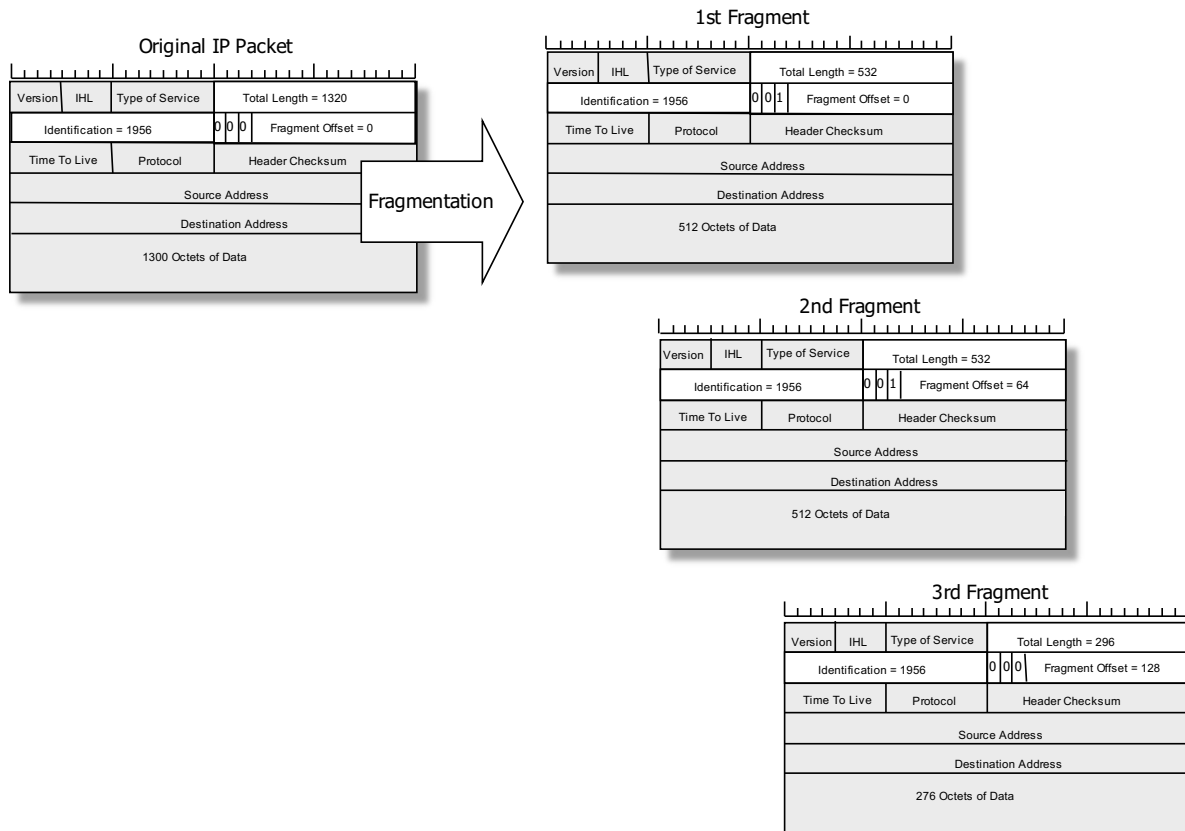 Original IP Packet
Version IHL Type of Service Total Length = 1320
Identification = 1956 0 0 0 Fragment Offset = 0
Time To Live Protocol Header Checksum
Source Address
Destination Address
1300 Octets of Data
Fragmentation
1st Fragment
Version IHL Type of Service Total Length = 532
Identification = 1956 0 0 1 Fragment Offset = 0
Time To Live Protocol Header Checksum
Source Address
Destination Address
512 Octets of Data
2nd Fragment
Version IHL Type of Service Total Length = 532
Identification = 1956 0 0 1 Fragment Offset = 64
Time To Live Protocol Header Checksum
Source Address
Destination Address
512 Octets of Data
3rd Fragment
Version IHL Type of Service Total Length = 296
Identification = 1956 0 0 0 Fragment Offset = 128
Time To Live Protocol Header Checksum
Source Address
Destination Address
276 Octets of Data